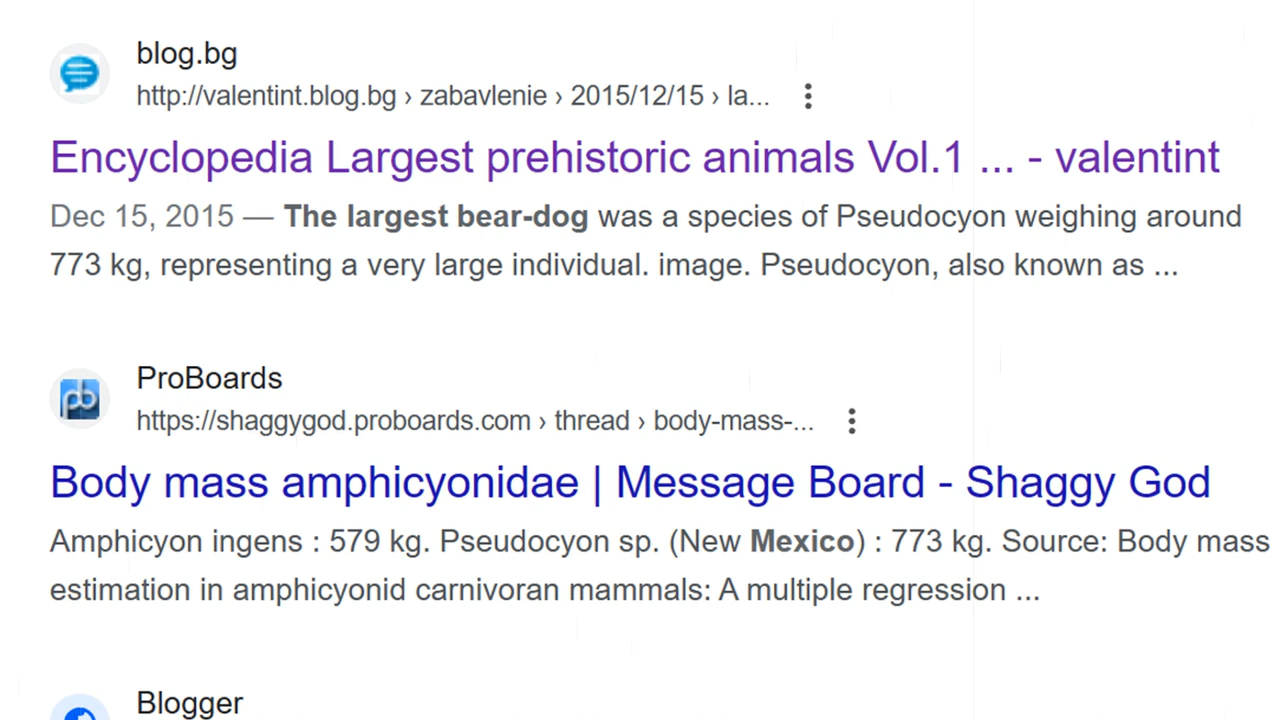 blog.bg
http://valentint.blog.bg › zabavlenie › 2015/12/15 › la...
Encyclopedia Largest prehistoric animals Vol.1 ... - valentint
Dec 15, 2015 — The largest bear-dog was a species of Pseudocyon weighing around
773 kg, representing a very large individual. image. Pseudocyon, also known as ...
ProBoards
https://shaggygod.proboards.com › thread › body-mass-...
Body mass amphicyonidae | Message Board - Shaggy God
Amphicyon ingens : 579 kg. Pseudocyon sp. (New Mexico) : 773 kg. Source: Body mass
estimation in amphicyonid carnivoran mammals: A multiple regression ...
Blogger